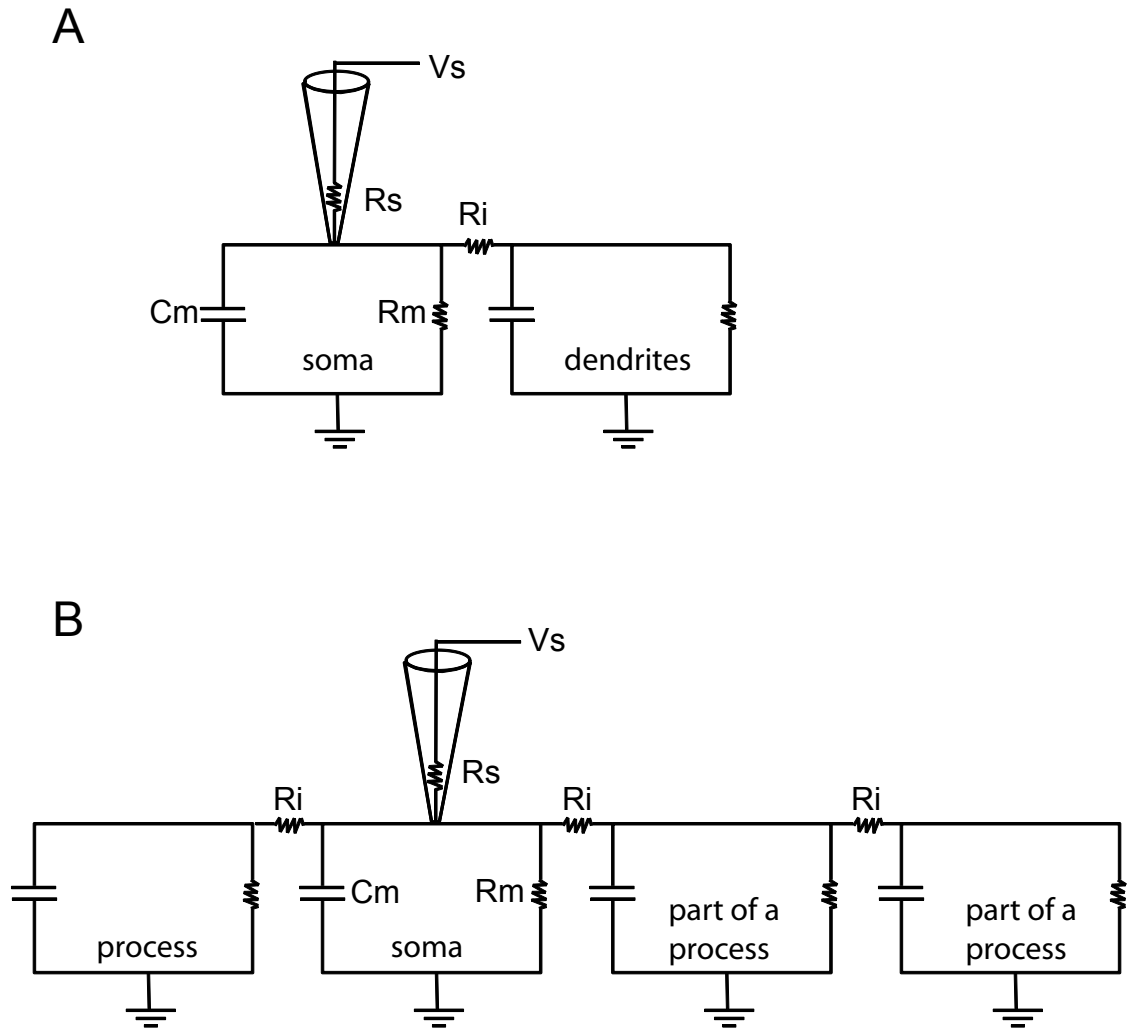 A
Vs
Rs
Ri
Cm
Rm
soma
dendrites
B
Vs
Rs
Ri
Ri
Ri
Cm
Rm
process
soma
part of a
process
part of a
process